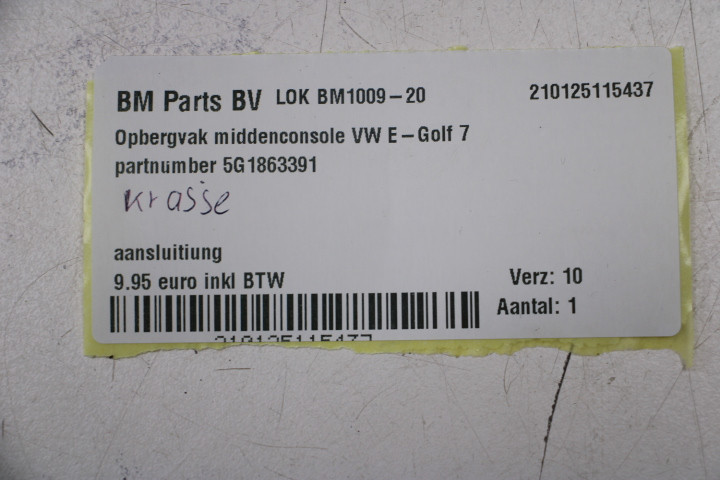 BM Parts BV LOK BM1009-20 210125115437
Opbergvak middenconsole VW E-Golf 7
partnumber 5G1863391
krasse
aansluitiung
9.95 euro inkl BTW Verz: 10
Aantal: 1
210125115437